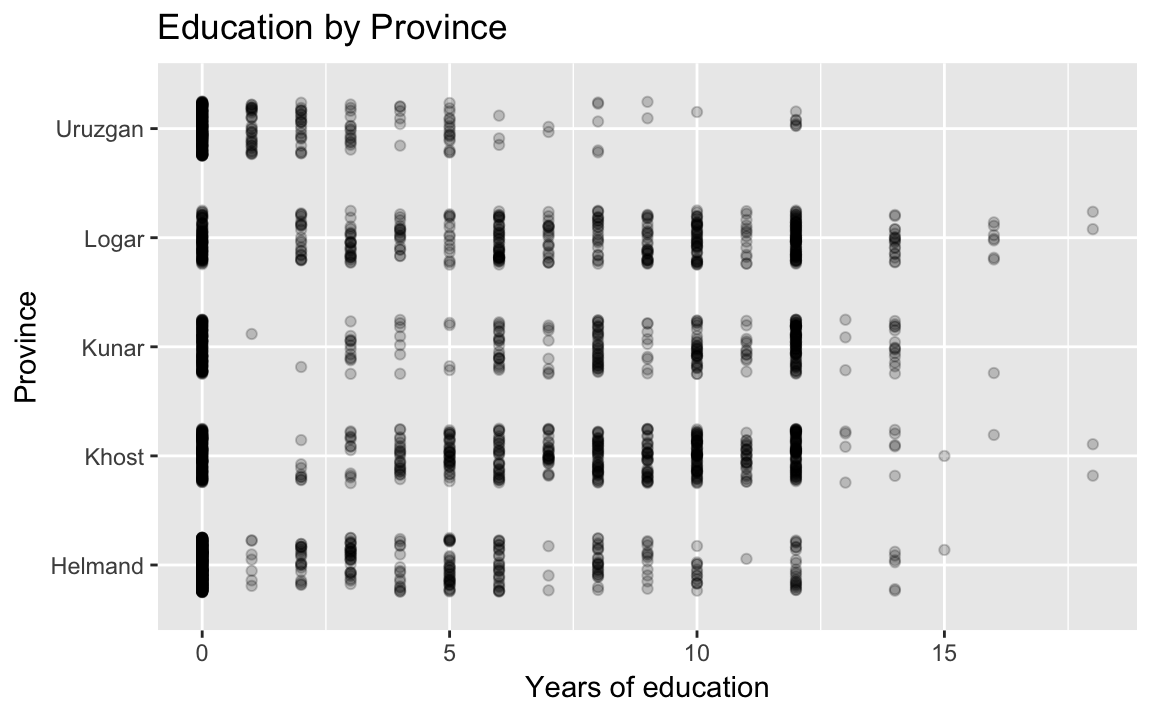 Education by Province
Uruzgan
Logar
Kunar
Khost
Helmand
Province
0 5 10 15
Years of education